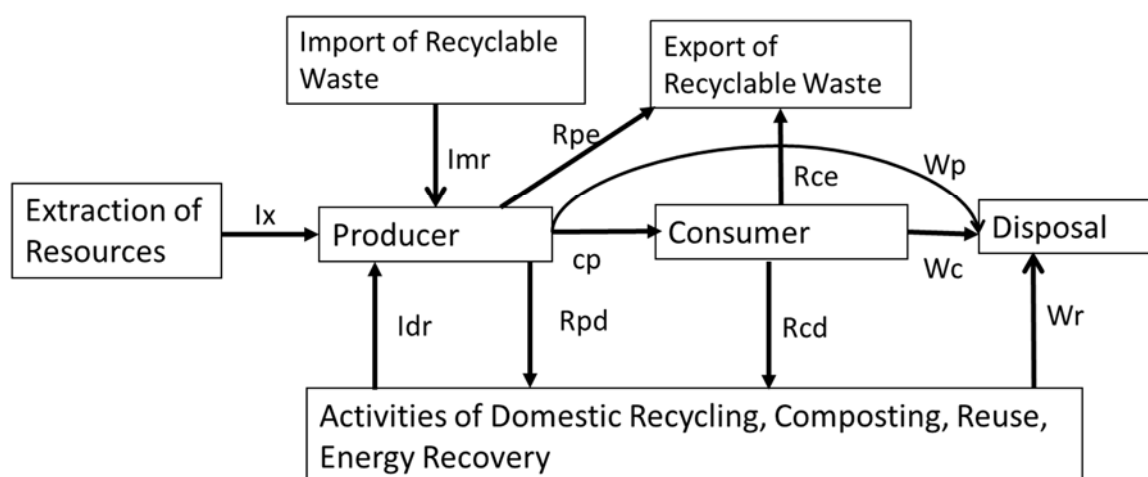 Import of Recyclable
Waste
Export of
Recyclable Waste
Imr
Rpe
Rce
Wp
Extraction of
Resources
Ix
Producer
cp
Consumer
Wc
Disposal
Idr
Rpd
Rcd
Wr
Activities of Domestic Recycling, Composting, Reuse,
Energy Recovery